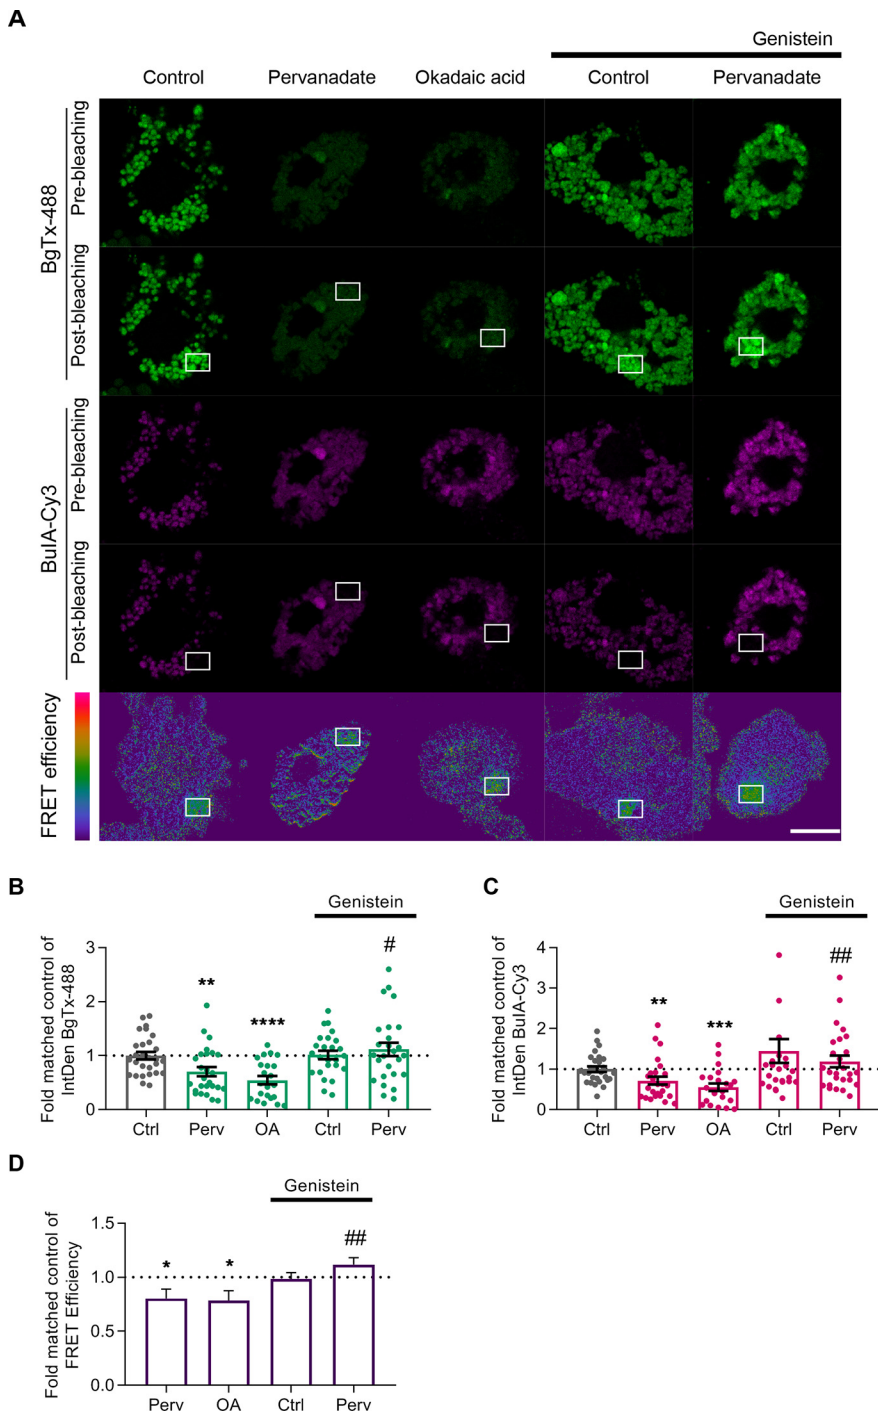 A
Genistein
Control Pervanadate Okadaic acid Control Pervanadate
BgTx-488
Pre-bleaching
Post-bleaching
BuIA-Cy3
Pre-bleaching
Post-bleaching
FRET efficiency
B
Genistein
Fold matched control of
IntDen BgTx-488
3
2
1
0
** **** #
Ctrl Perv OA Ctrl Perv
C
Genistein
Fold matched control of
IntDen BuIA-Cy3
4
3
2
1
0
** *** ##
Ctrl Perv OA Ctrl Perv
D
Genistein
Fold matched control of
FRET Efficiency
1.5
1.0
0.5
0.0
* * ##
Perv OA Ctrl Perv